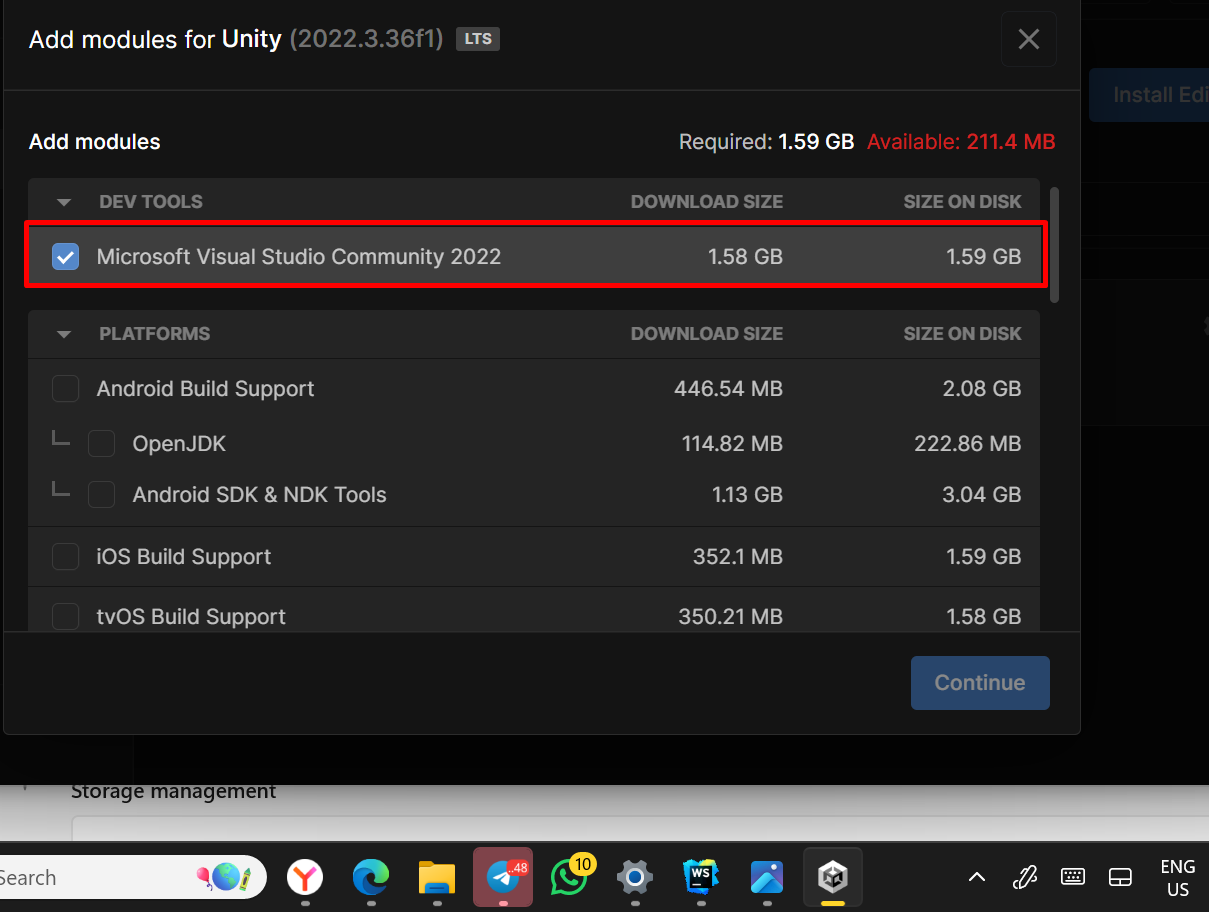 Add modules for Unity (2022.3.36f1) LTS
Install Edi
Add modules Required: 1.59 GB Available: 211.4 MB
DEV TOOLS DOWNLOAD SIZE SIZE ON DISK
Microsoft Visual Studio Community 2022 1.58 GB 1.59 GB
PLATFORMS DOWNLOAD SIZE SIZE ON DISK
Android Build Support 446.54 MB 2.08 GB
OpenJDK 114.82 MB 222.86 MB
Android SDK & NDK Tools 1.13 GB 3.04 GB
iOS Build Support 352.1 MB 1.59 GB
tvOS Build Support 350.21 MB 1.58 GB
Continue
Storage management
Search ..48 10 WS ENG
US